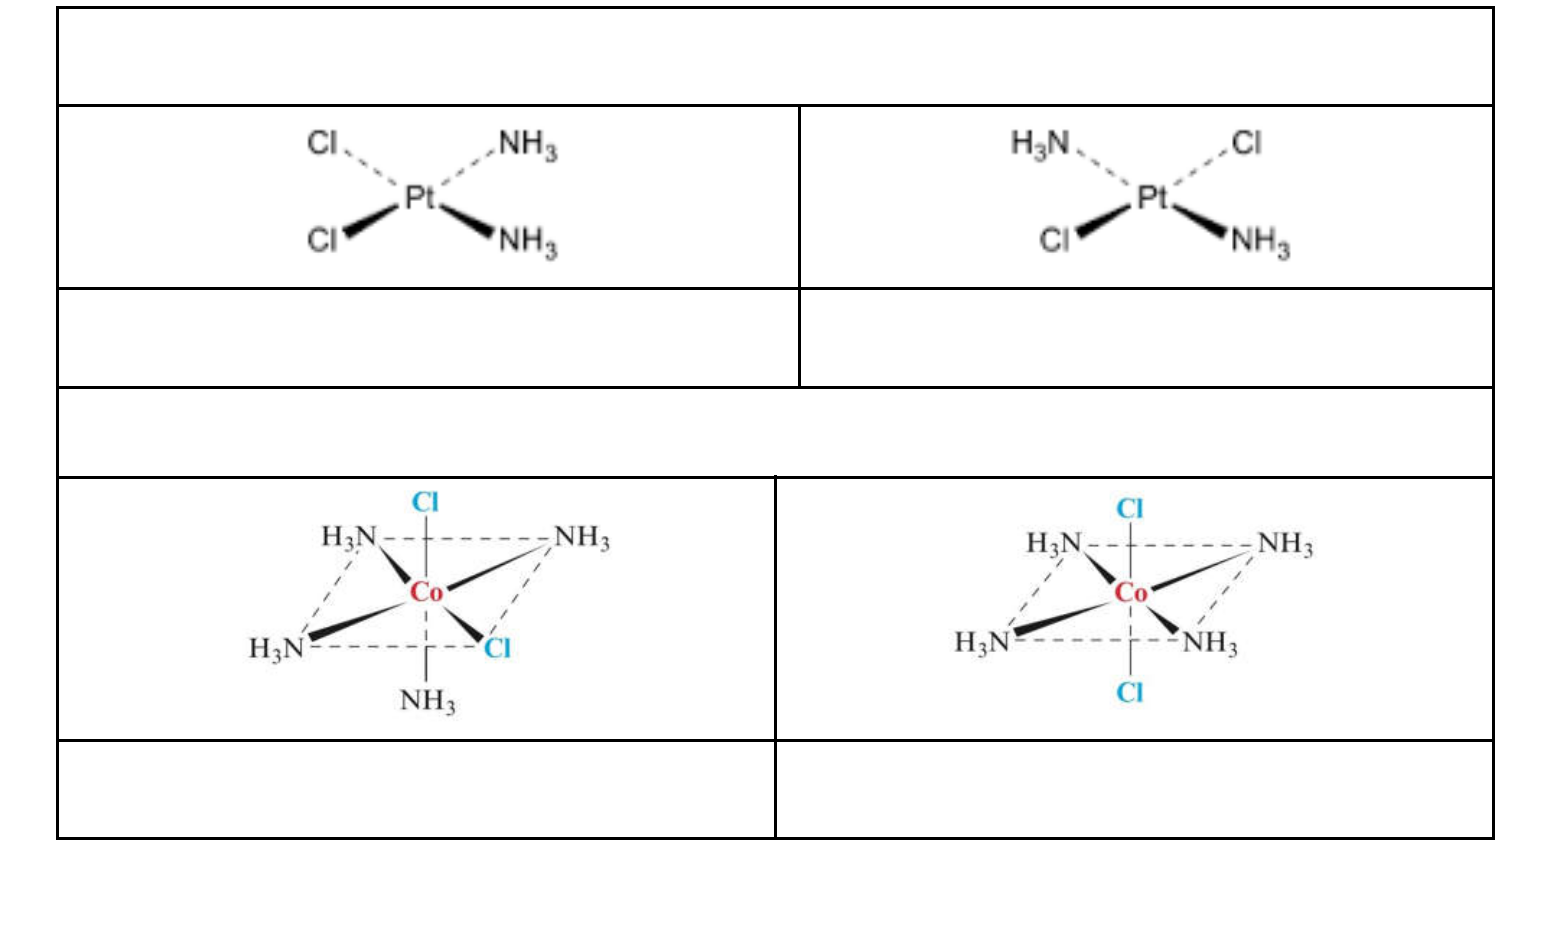 Cl NH₃ H₃N Cl
Pt Pt
Cl NH₃ Cl NH₃
Cl Cl
H₃N NH₃ H₃N NH₃
Co Co
H₃N Cl H₃N NH₃
NH₃ Cl